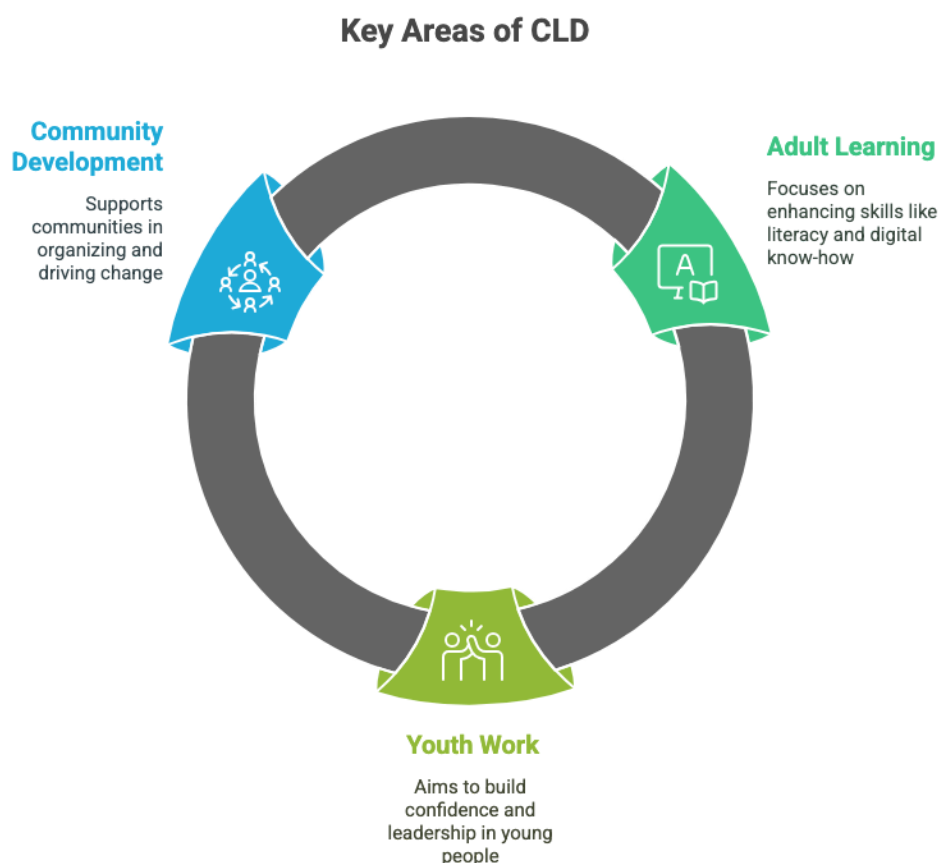 Key Areas of CLD
Community
Development
Supports
communities in
organizing and
driving change
Adult Learning
Focuses on
enhancing skills like
literacy and digital
know-how
A
Youth Work
Aims to build
confidence and
leadership in young
people